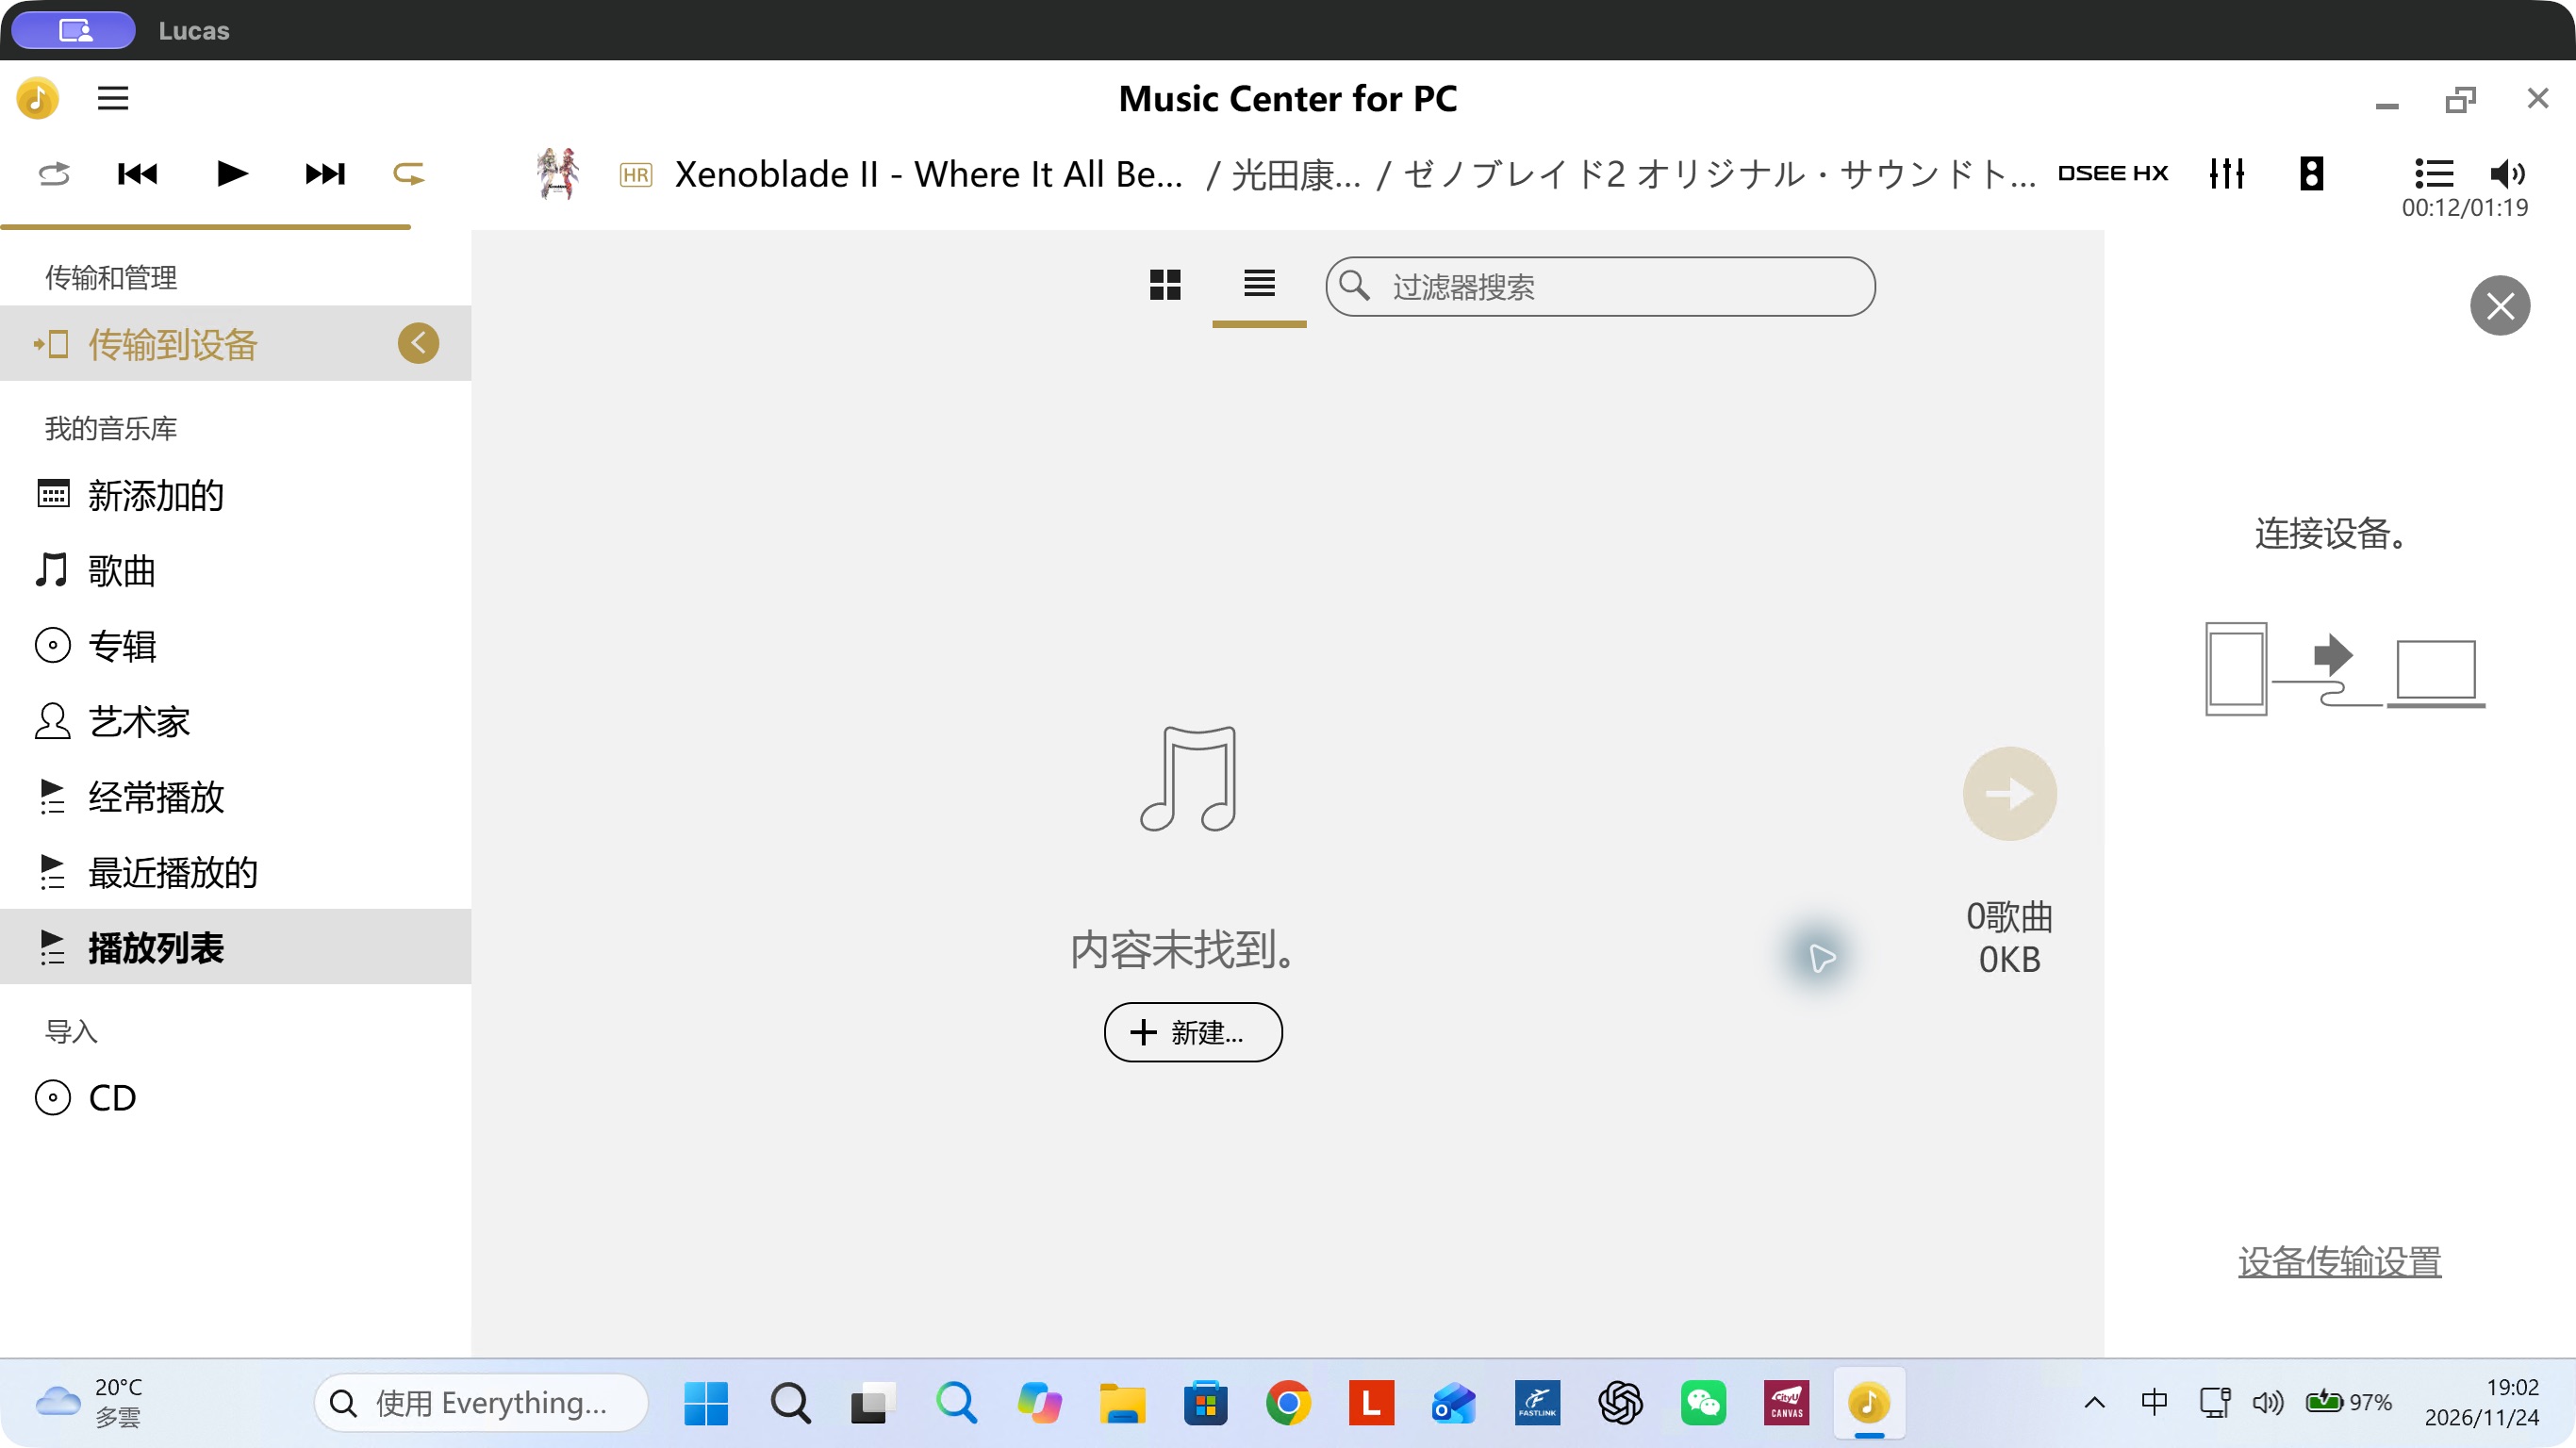 Lucas
Music Center for PC
HR Xenoblade II - Where It All Be... / 光田康... / ゼノブレイド2 オリジナル・サウンドト... DSEE HX
00:12/01:19
传输和管理
传输到设备
我的音乐库
新添加的
歌曲
专辑
艺术家
经常播放
最近播放的
播放列表
导入
CD
过滤器搜索
内容未找到。
新建...
0歌曲
0KB
连接设备。
设备传输设置
20°C
多雲
使用 Everything...
L
O
FASTLINK
CityU
CANVAS
中
97%
19:02
2026/11/24